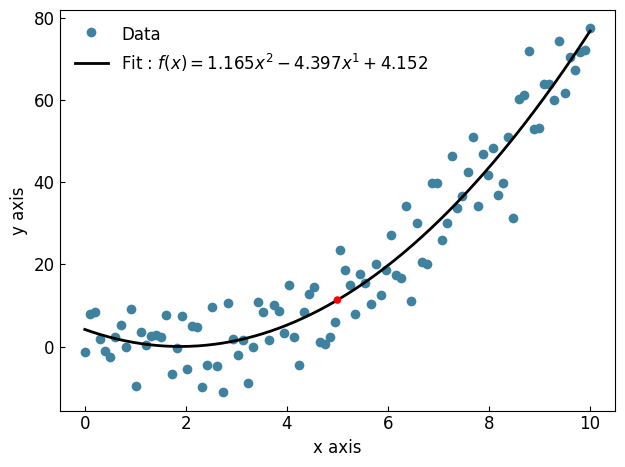 80
60
40
20
0
y axis
Data
Fit : f(x) = 1.165x² − 4.397x¹ + 4.152
0 2 4 6 8 10
x axis